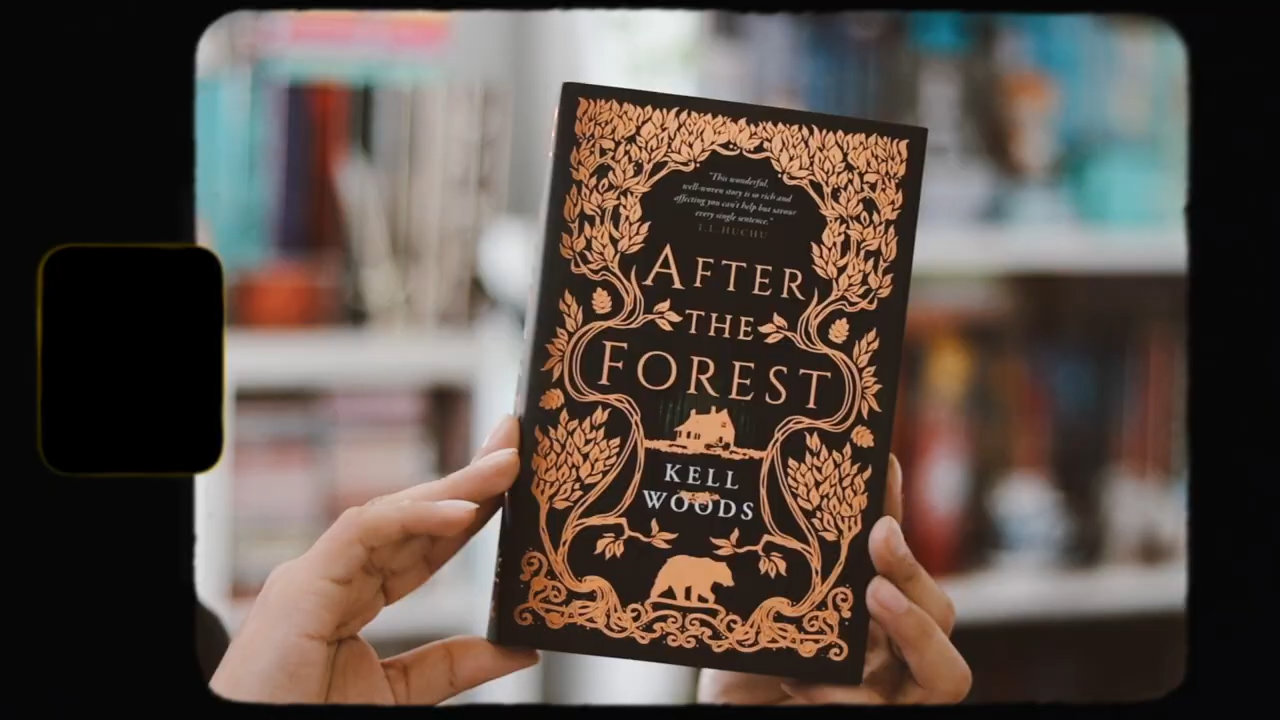 "This wonderful,
well-woven story is so rich and
affecting you can't help but savour
every single sentence."
T. L. HUCHU
AFTER
THE
FOREST
KELL
WOODS